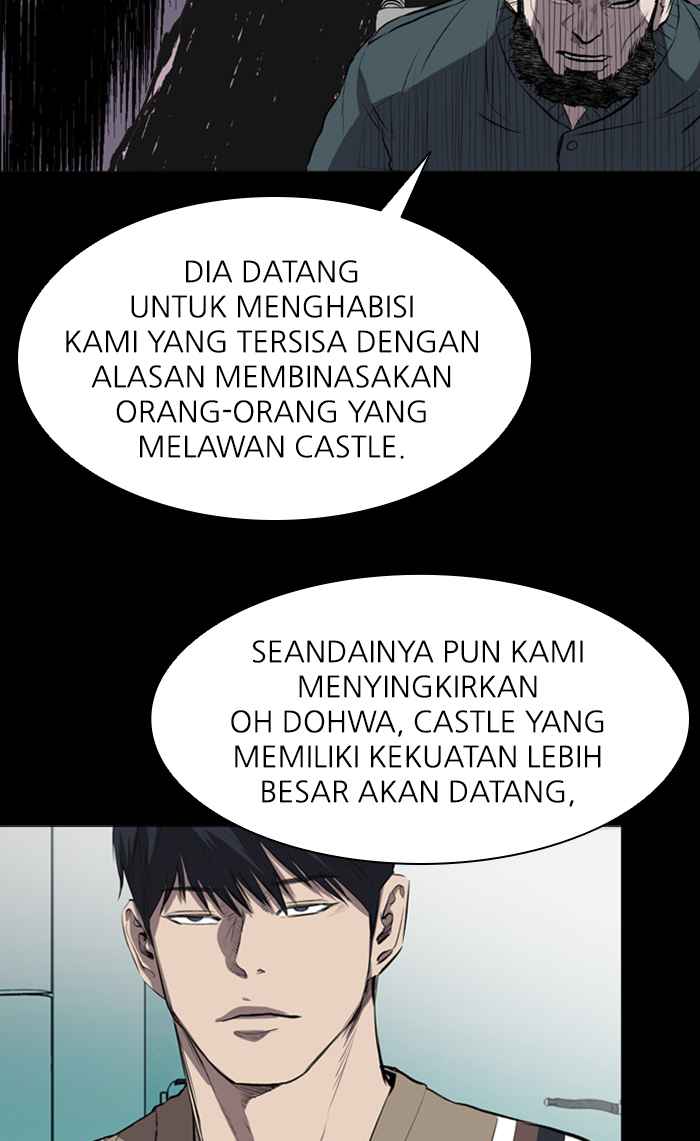 DIA DATANG
UNTUK MENGHABISI
KAMI YANG TERSISA DENGAN
ALASAN MEMBINASAKAN
ORANG-ORANG YANG
MELAWAN CASTLE.
SEANDAINYA PUN KAMI
MENYINGKIRKAN
OH DOHWA, CASTLE YANG
MEMILIKI KEKUATAN LEBIH
BESAR AKAN DATANG,